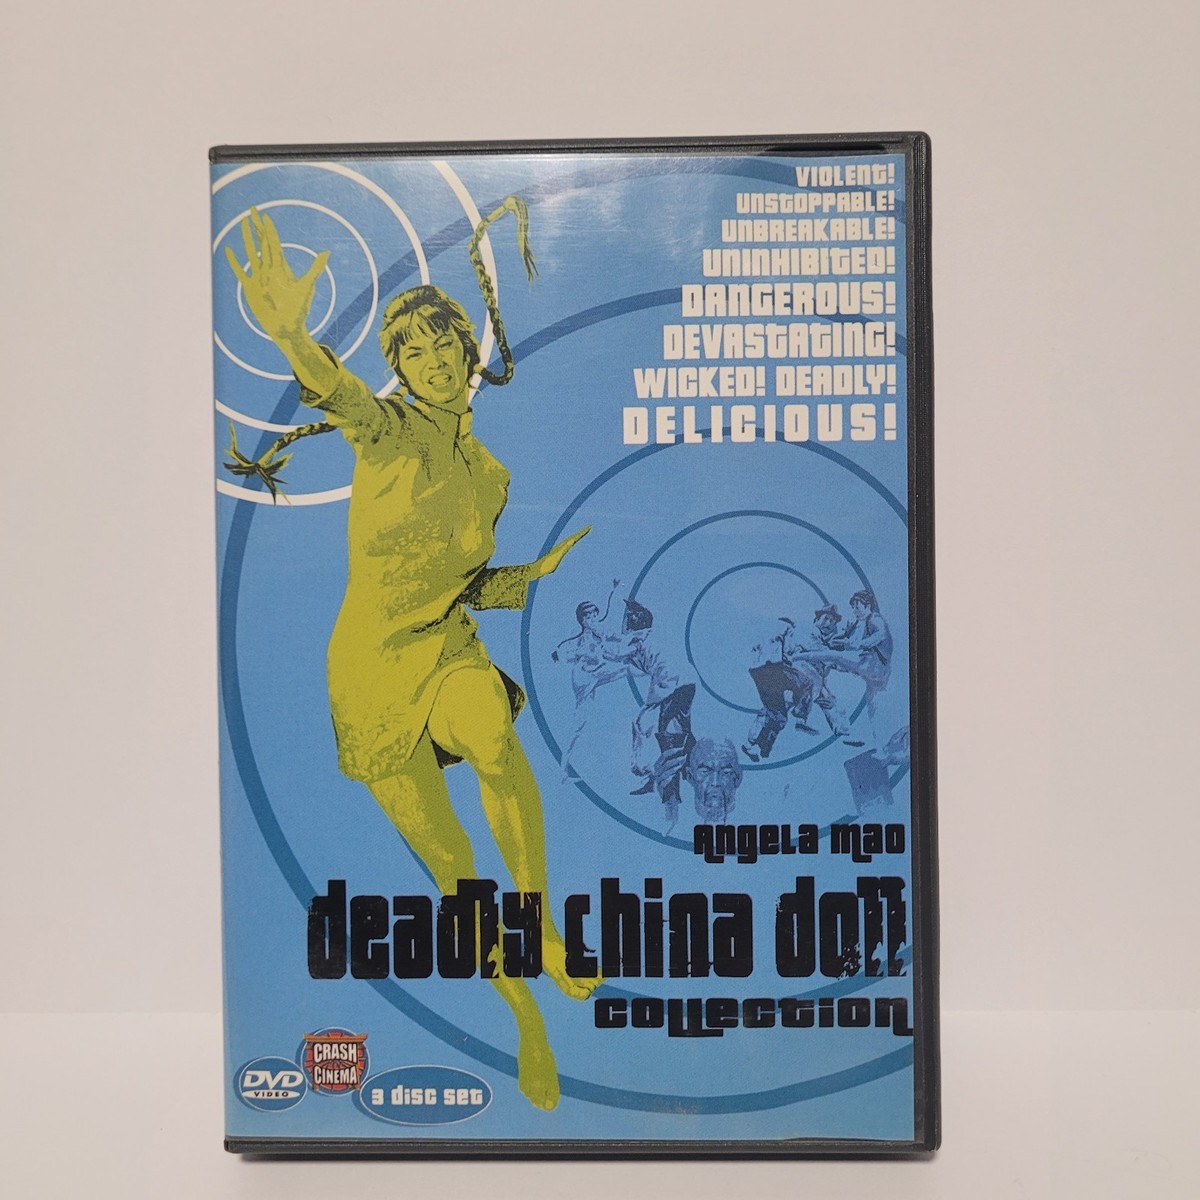 VIOLENT!
UNSTOPPABLE!
UNBREAKABLE!
UNINHIBITED!
DANGEROUS!
DEVASTATING!
WICKED! DEADLY!
DELICIOUS!
Angela Mao
deadly china doll
collection
DVD
VIDEO
CRASH
CINEMA
3 disc set